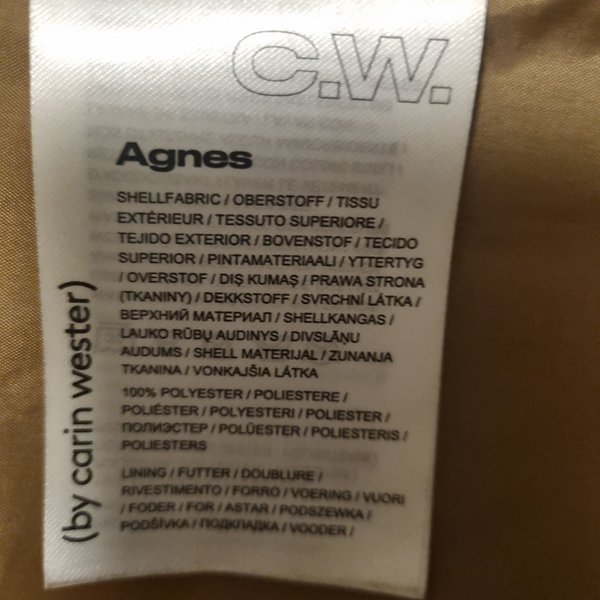 C.W.
Agnes
SHELLFABRIC / OBERSTOFF / TISSU
EXTÉRIEUR / TESSUTO SUPERIORE /
TEJIDO EXTERIOR / BOVENSTOF / TECIDO
SUPERIOR / PINTAMATERIAALI / YTTERTYG
/ OVERSTOF / DIŞ KUMAŞ / PRAWA STRONA
(TKANINY) / DEKKSTOFF / SVRCHNÍ LÁTKA /
ВЕРХНИЙ МАТЕРИАЛ / SHELLKANGAS /
LAUKO RŪBŲ AUDINYS / DIVSLĀŅU
AUDUMS / SHELL MATERIJAL / ZUNANJA
TKANINA / VONKAJŠIA LÁTKA
100% POLYESTER / POLIESTERE /
POLIÉSTER / POLYESTERI / POLIESTER /
ПОЛИЭСТЕР / POLÜESTER / POLIESTERIS /
POLIESTERS
LINING / FUTTER / DOUBLURE /
RIVESTIMENTO / FORRO / VOERING / VUORI
/ FODER / FOR / ASTAR / PODSZEWKA /
PODŠÍVKA / ПОДКЛАДКА / VOODER /
(by carin wester)